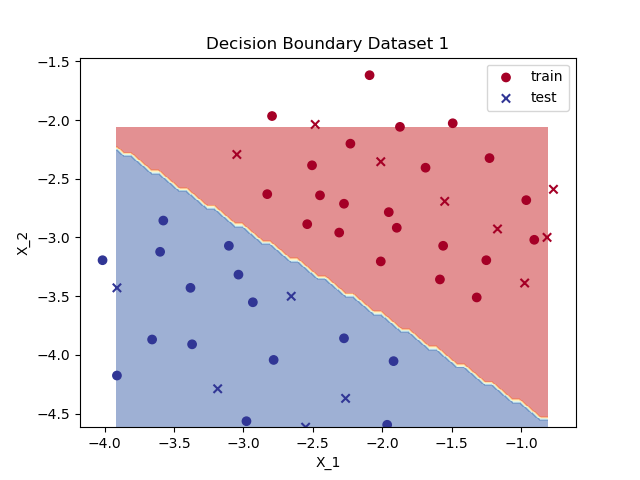 Decision Boundary Dataset 1
train
test
X_2
−1.5
−2.0
−2.5
−3.0
−3.5
−4.0
−4.5
−4.0 −3.5 −3.0 −2.5 −2.0 −1.5 −1.0
X_1